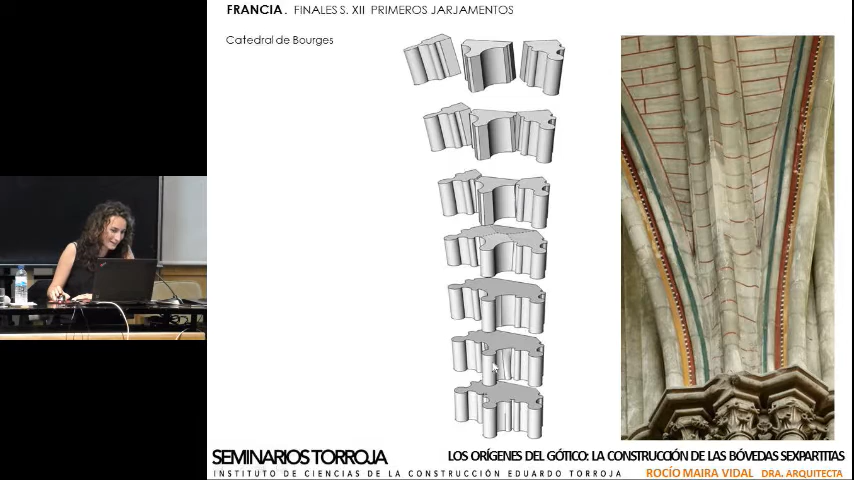 FRANCIA. FINALES S. XII PRIMEROS JARJAMENTOS
Catedral de Bourges
SEMINARIOS TORROJA
INSTITUTO DE CIENCIAS DE LA CONSTRUCCIÓN EDUARDO TORROJA
LOS ORÍGENES DEL GÓTICO: LA CONSTRUCCIÓN DE LAS BÓVEDAS SEXPARTITAS
ROCÍO MAIRA VIDAL DRA. ARQUITECTA